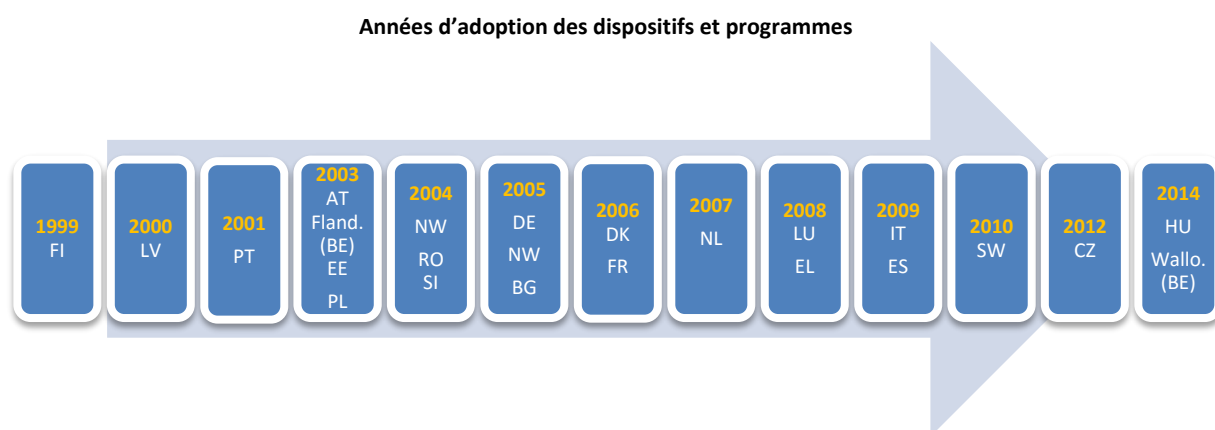 Années d’adoption des dispositifs et programmes
1999
FI
2000
LV
2001
PT
2003
AT
Fland.
(BE)
EE
PL
2004
NW
RO
SI
2005
DE
NW
BG
2006
DK
FR
2007
NL
2008
LU
EL
2009
IT
ES
2010
SW
2012
CZ
2014
HU
Wallo.
(BE)